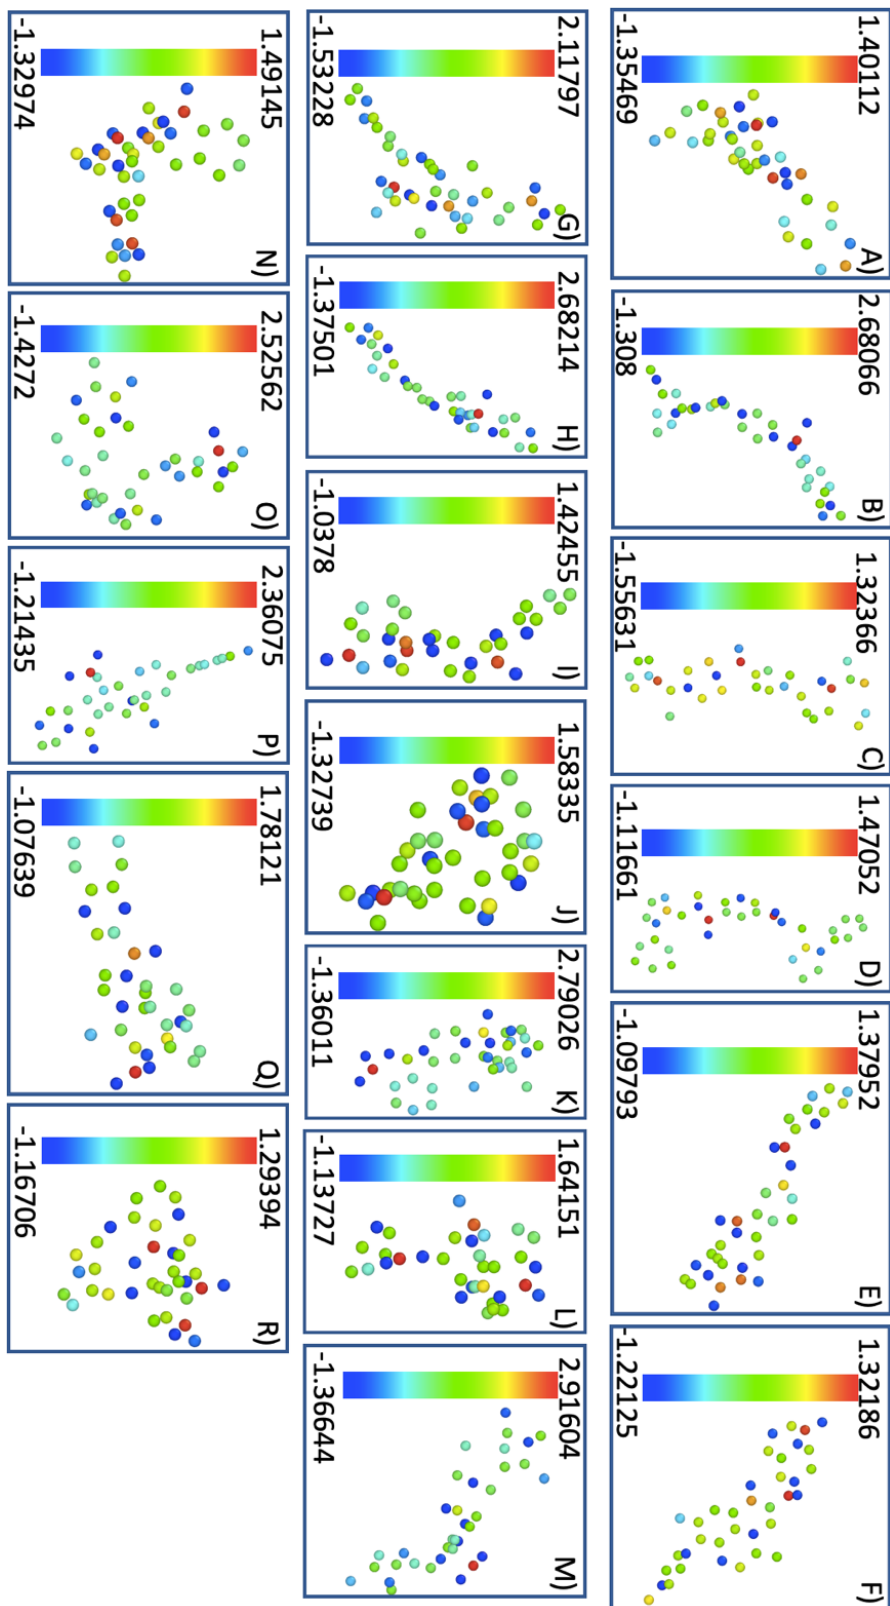 A)
1.40112
-1.35469
B)
2.68066
-1.308
C)
1.32366
-1.55631
D)
1.47052
-1.11661
E)
1.37952
-1.09793
F)
1.32186
-1.22125
G)
2.11797
-1.53228
H)
2.68214
-1.37501
I)
1.42455
-1.0378
J)
1.58335
-1.32739
K)
2.79026
-1.36011
L)
1.64151
-1.13727
M)
2.91604
-1.36644
N)
1.49145
-1.32974
O)
2.52562
-1.4272
P)
2.36075
-1.21435
Q)
1.78121
-1.07639
R)
1.29394
-1.16706